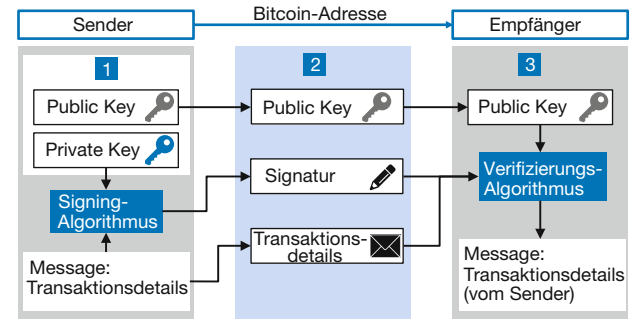 Sender
Bitcoin-Adresse
Empfänger
1
2
3
Public Key
Public Key
Public Key
Private Key
Signing-
Algorithmus
Signatur
Verifizierungs-
Algorithmus
Transaktions-
details
Message:
Transaktionsdetails
Message:
Transaktionsdetails
(vom Sender)